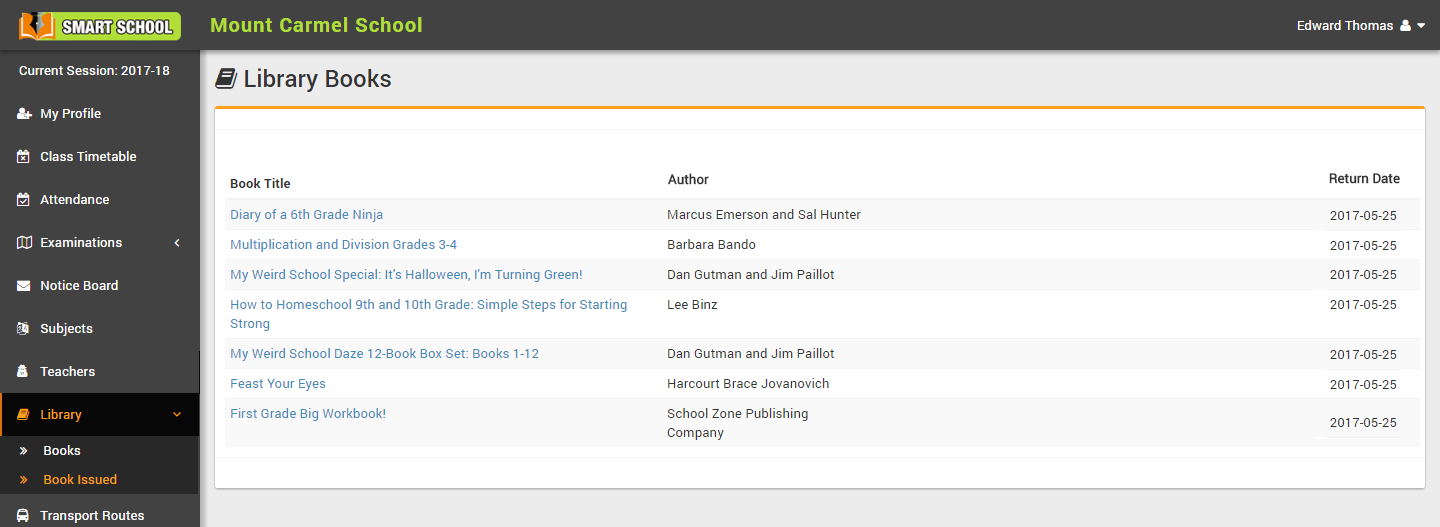 SMART SCHOOL
Mount Carmel School
Edward Thomas
Current Session: 2017-18
My Profile
Class Timetable
Attendance
Examinations
Notice Board
Subjects
Teachers
Library
Books
Book Issued
Transport Routes
Library Books
Book Title Author Return Date
Diary of a 6th Grade Ninja Marcus Emerson and Sal Hunter 2017-05-25
Multiplication and Division Grades 3-4 Barbara Bando 2017-05-25
My Weird School Special: It's Halloween, I'm Turning Green! Dan Gutman and Jim Paillot 2017-05-25
How to Homeschool 9th and 10th Grade: Simple Steps for Starting Lee Binz 2017-05-25
Strong
My Weird School Daze 12-Book Box Set: Books 1-12 Dan Gutman and Jim Paillot 2017-05-25
Feast Your Eyes Harcourt Brace Jovanovich 2017-05-25
First Grade Big Workbook! School Zone Publishing 2017-05-25
Company